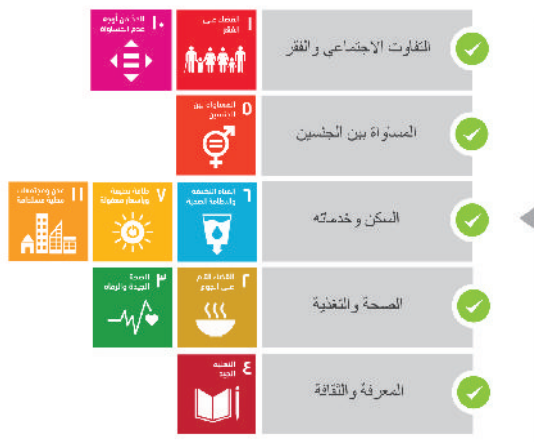 التفاوت الاجتماعي والفقر
١ القضاء على
الفقر
١٠ الحد من أوجه
عدم المساواة
المساواة بين الجنسين
٥ المساواة بين
الجنسين
السكن وخدماته
٦ المياه النظيفة
والنظافة الصحية
٧ طاقة نظيفة
وبأسعار معقولة
١١ مدن ومجتمعات
محلية مستدامة
الصحة والتغذية
٢ القضاء التام
على الجوع
٣ الصحة
الجيدة والرفاه
المعرفة والثقافة
٤ التعليم
الجيد